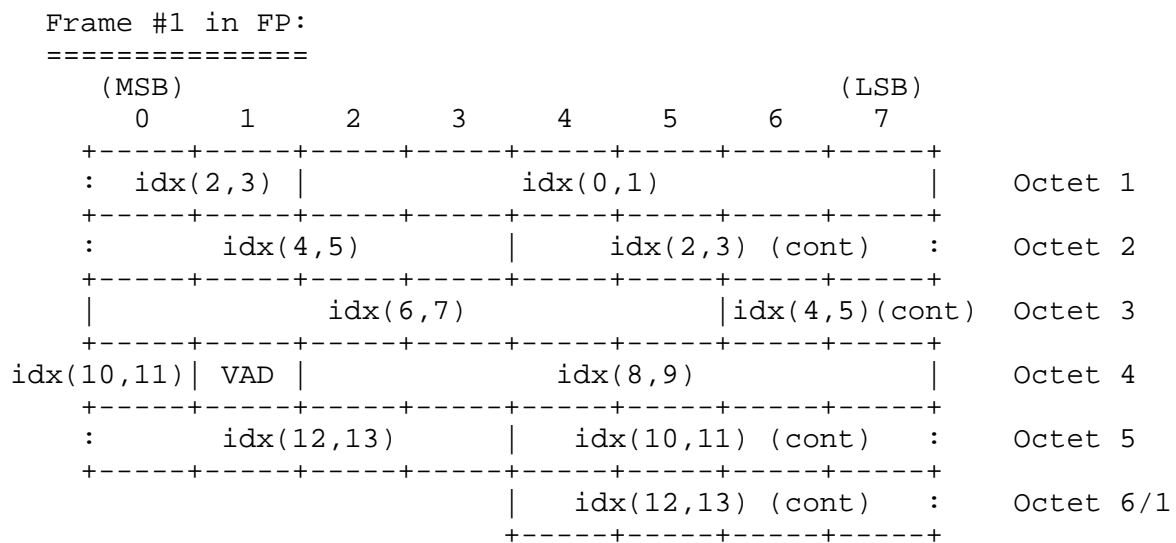 Frame #1 in FP:
===============
(MSB) (LSB)
0 1 2 3 4 5 6 7
+-----+-----+-----+-----+-----+-----+-----+-----+
: idx(2,3) | idx(0,1) | Octet 1
+-----+-----+-----+-----+-----+-----+-----+-----+
: idx(4,5) | idx(2,3) (cont) : Octet 2
+-----+-----+-----+-----+-----+-----+-----+-----+
| idx(6,7) |idx(4,5)(cont) Octet 3
+-----+-----+-----+-----+-----+-----+-----+-----+
idx(10,11)| VAD | idx(8,9) | Octet 4
+-----+-----+-----+-----+-----+-----+-----+-----+
: idx(12,13) | idx(10,11) (cont) : Octet 5
+-----+-----+-----+-----+-----+-----+-----+-----+
| idx(12,13) (cont) : Octet 6/1
+-----+-----+-----+-----+